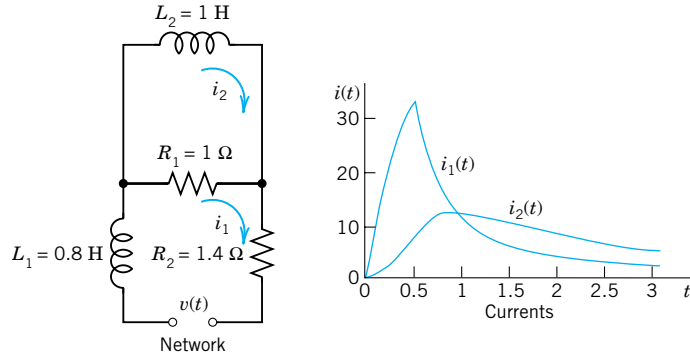 L₂ = 1 H
i₂
R₁ = 1 Ω
i₁
L₁ = 0.8 H
R₂ = 1.4 Ω
v(t)
Network
i(t)
30
20
10
0
i₁(t)
i₂(t)
0 0.5 1 1.5 2 2.5 3 t
Currents